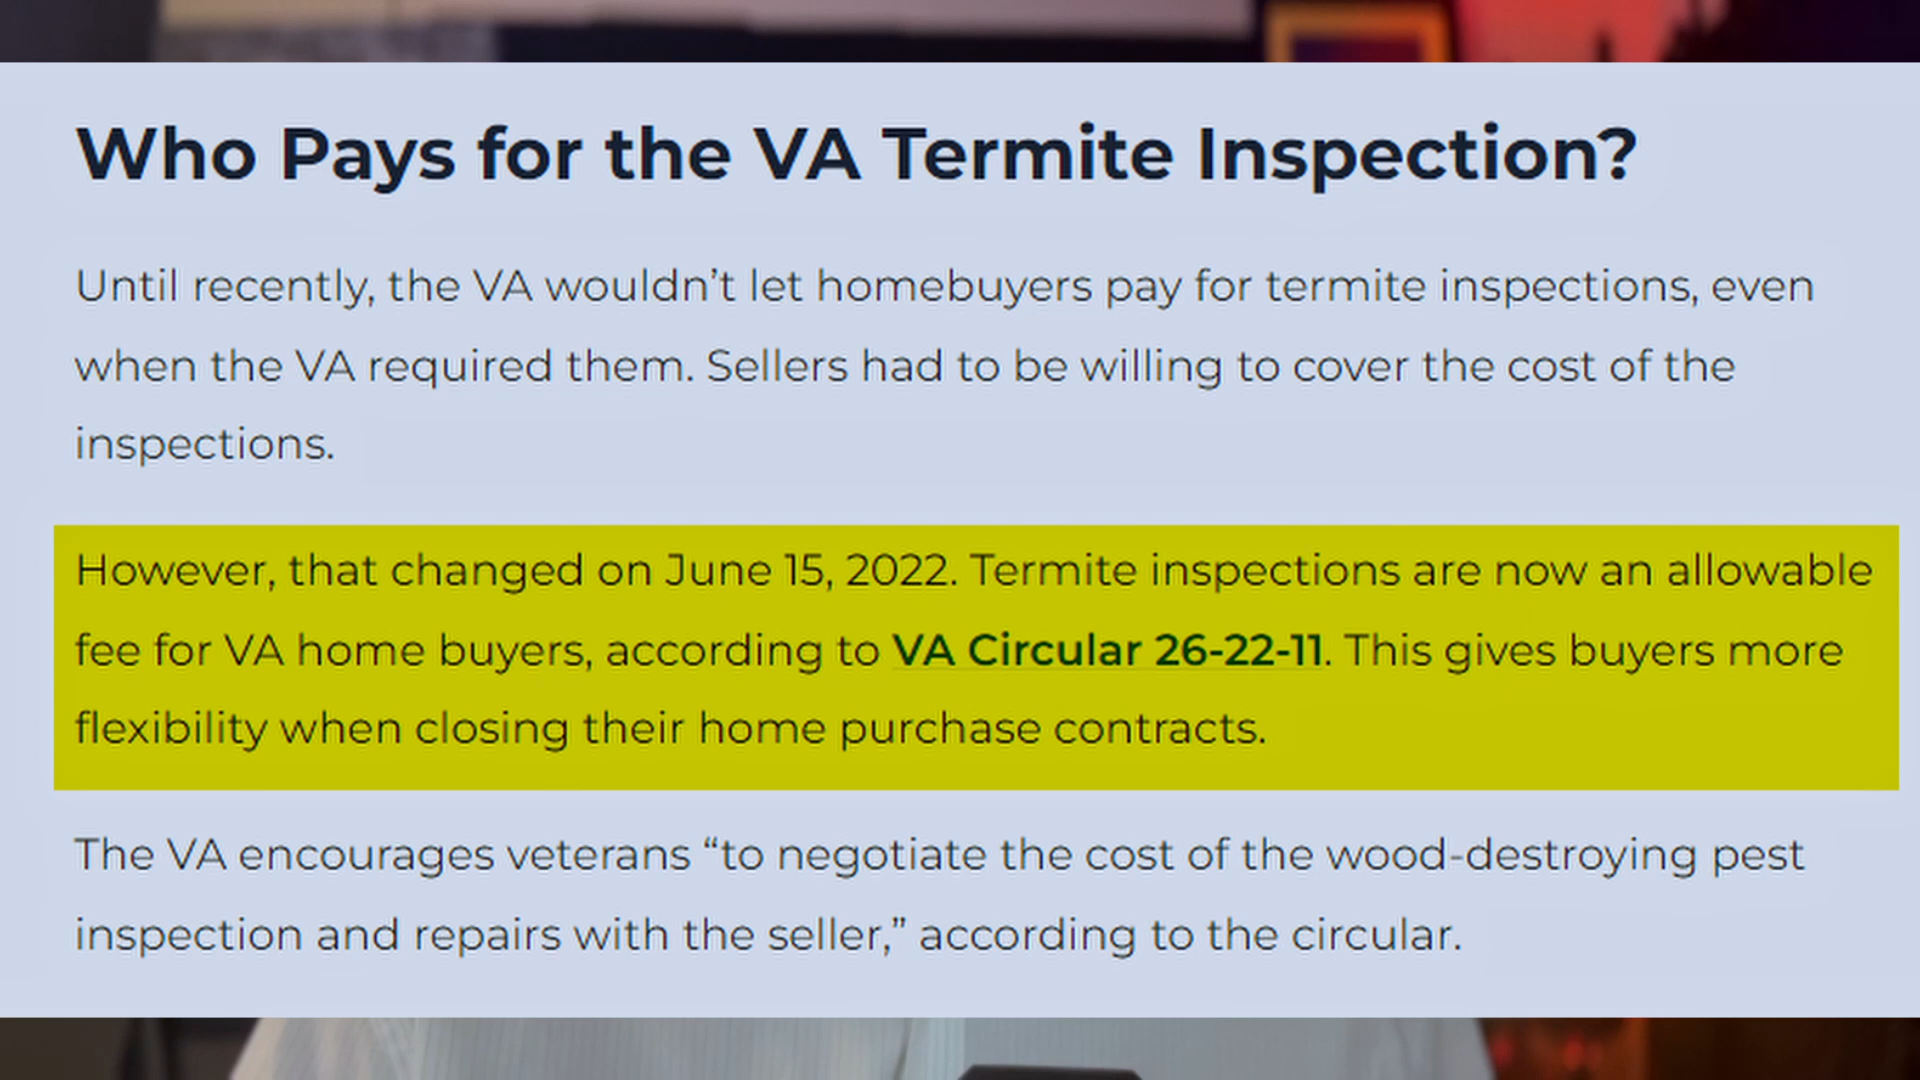 Who Pays for the VA Termite Inspection?
Until recently, the VA wouldn’t let homebuyers pay for termite inspections, even
when the VA required them. Sellers had to be willing to cover the cost of the
inspections.
However, that changed on June 15, 2022. Termite inspections are now an allowable
fee for VA home buyers, according to VA Circular 26-22-11. This gives buyers more
flexibility when closing their home purchase contracts.
The VA encourages veterans “to negotiate the cost of the wood-destroying pest
inspection and repairs with the seller,” according to the circular.